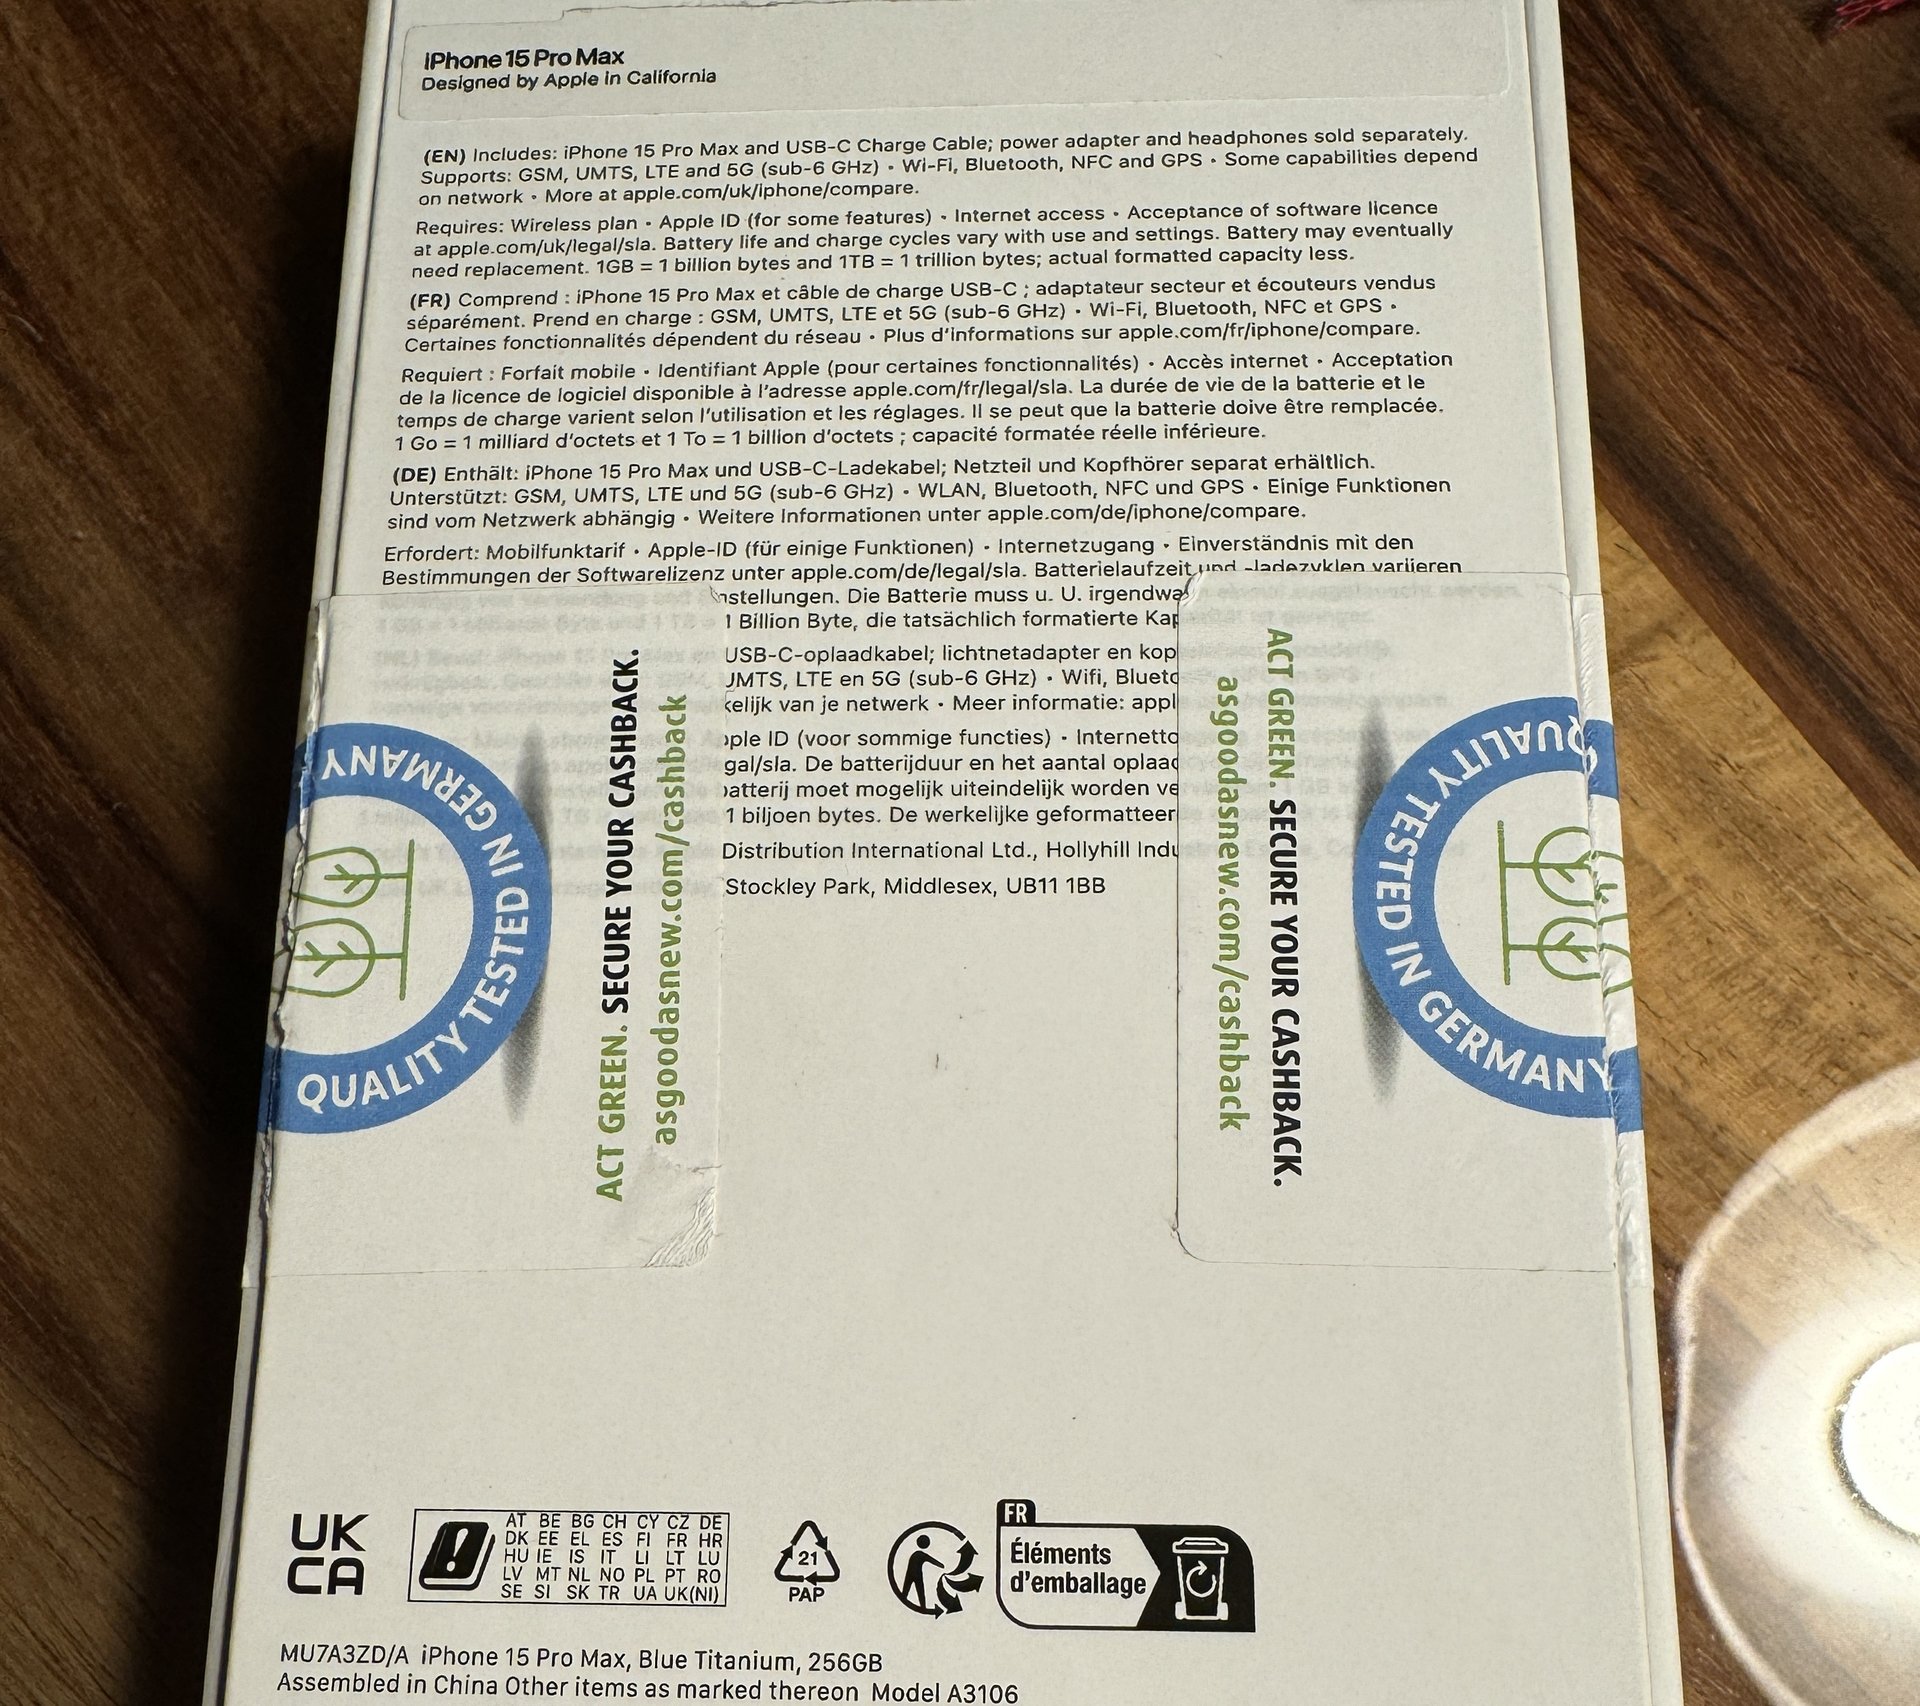 iPhone 15 Pro Max
Designed by Apple in California
(EN) Includes: iPhone 15 Pro Max and USB-C Charge Cable; power adapter and headphones sold separately.
Supports: GSM, UMTS, LTE and 5G (sub-6 GHz) • Wi-Fi, Bluetooth, NFC and GPS • Some capabilities depend
on network • More at apple.com/uk/iphone/compare.
Requires: Wireless plan • Apple ID (for some features) • Internet access • Acceptance of software licence
at apple.com/uk/legal/sla. Battery life and charge cycles vary with use and settings. Battery may eventually
need replacement. 1GB = 1 billion bytes and 1TB = 1 trillion bytes; actual formatted capacity less.
(FR) Comprend : iPhone 15 Pro Max et câble de charge USB-C ; adaptateur secteur et écouteurs vendus
séparément. Prend en charge : GSM, UMTS, LTE et 5G (sub-6 GHz) • Wi-Fi, Bluetooth, NFC et GPS •
Certaines fonctionnalités dépendent du réseau • Plus d'informations sur apple.com/fr/iphone/compare.
Requiert : Forfait mobile • Identifiant Apple (pour certaines fonctionnalités) • Accès internet • Acceptation
de la licence de logiciel disponible à l'adresse apple.com/fr/legal/sla. La durée de vie de la batterie et le
temps de charge varient selon l'utilisation et les réglages. Il se peut que la batterie doive être remplacée.
1 Go = 1 milliard d'octets et 1 To = 1 billion d'octets ; capacité formatée réelle inférieure.
(DE) Enthält: iPhone 15 Pro Max und USB-C-Ladekabel; Netzteil und Kopfhörer separat erhältlich.
Unterstützt: GSM, UMTS, LTE und 5G (sub-6 GHz) • WLAN, Bluetooth, NFC und GPS • Einige Funktionen
sind vom Netzwerk abhängig • Weitere Informationen unter apple.com/de/iphone/compare.
Erfordert: Mobilfunktarif • Apple-ID (für einige Funktionen) • Internetzugang • Einverständnis mit den
Bestimmungen der Softwarelizenz unter apple.com/de/legal/sla. Batterielaufzeit und -ladezyklen variieren
nstellungen. Die Batterie muss u. U. irgendwa
1 Billion Byte, die tatsächlich formatierte Kap
USB-C-oplaadkabel; lichtnetadapter en kop
UMTS, LTE en 5G (sub-6 GHz) • Wifi, Bluetc
kelijk van je netwerk • Meer informatie: appl
ple ID (voor sommige functies) • Internetto
gal/sla. De batterijduur en het aantal oplaad
batterij moet mogelijk uiteindelijk worden ve
1 biljoen bytes. De werkelijke geformatteer
Distribution International Ltd., Hollyhill Indu
Stockley Park, Middlesex, UB11 1BB
QUALITY TESTED IN GERMANY
ACT GREEN. SECURE YOUR CASHBACK.
asgoodasnew.com/cashback
ACT GREEN. SECURE YOUR CASHBACK.
asgoodasnew.com/cashback
QUALITY TESTED IN GERMANY
UK
CA
AT BE BG CH CY CZ DE
DK EE EL ES FI FR HR
HU IE IS IT LI LT LU
LV MT NL NO PL PT RO
SE SI SK TR UA UK(NI)
21
PAP
FR
Éléments
d'emballage
MU7A3ZD/A iPhone 15 Pro Max, Blue Titanium, 256GB
Assembled in China Other items as marked thereon Model A3106